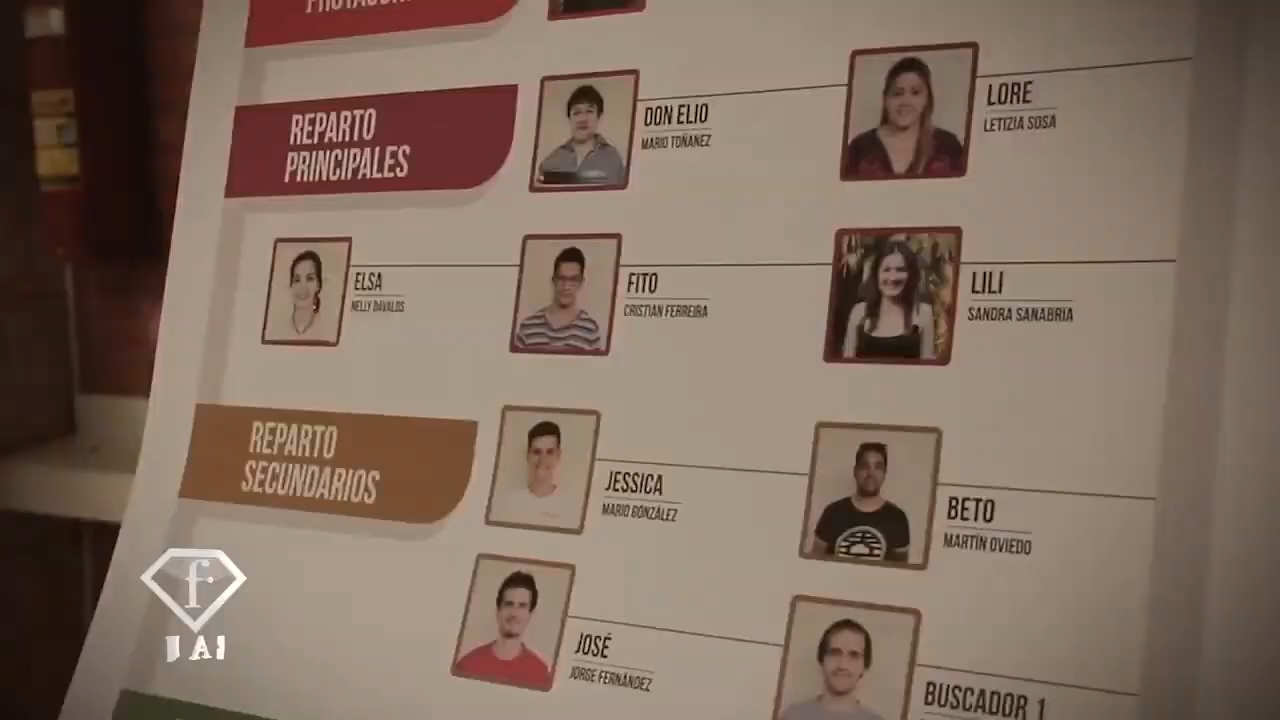 REPARTO
PRINCIPALES
DON ELIO
MARIO TOÑANEZ
LORE
LETIZIA SOSA
ELSA
NELLY DÁVALOS
FITO
CRISTIAN FERREIRA
LILI
SANDRA SANABRIA
REPARTO
SECUNDARIOS
JESSICA
MARIO GONZÁLEZ
BETO
MARTÍN OVIEDO
JOSÉ
JORGE FERNÁNDEZ
BUSCADOR 1
f